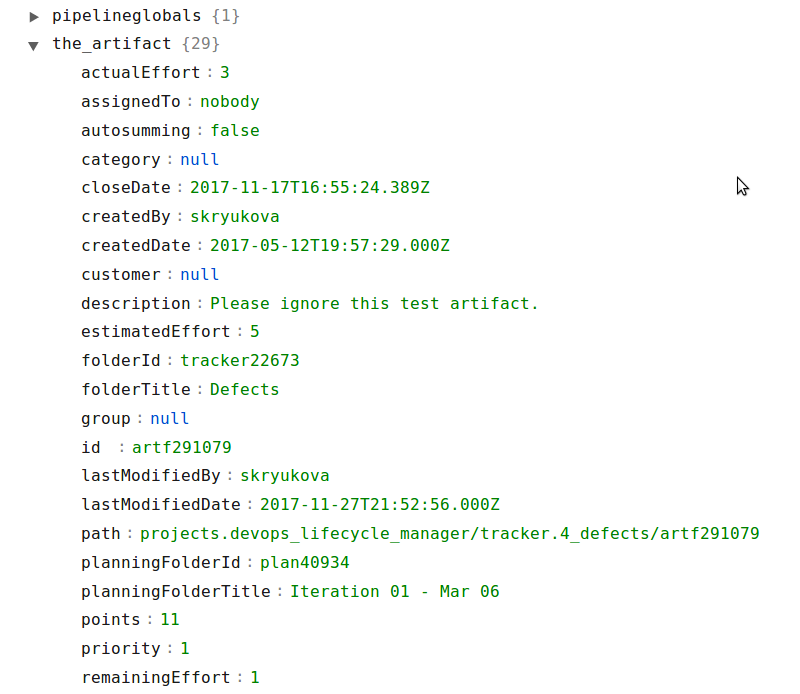 pipelineglobals {1}
the_artifact {29}
actualEffort : 3
assignedTo : nobody
autosumming : false
category : null
closeDate : 2017-11-17T16:55:24.389Z
createdBy : skryukova
createdDate : 2017-05-12T19:57:29.000Z
customer : null
description : Please ignore this test artifact.
estimatedEffort : 5
folderId : tracker22673
folderTitle : Defects
group : null
id : artf291079
lastModifiedBy : skryukova
lastModifiedDate : 2017-11-27T21:52:56.000Z
path : projects.devops_lifecycle_manager/tracker.4_defects/artf291079
planningFolderId : plan40934
planningFolderTitle : Iteration 01 - Mar 06
points : 11
priority : 1
remainingEffort : 1